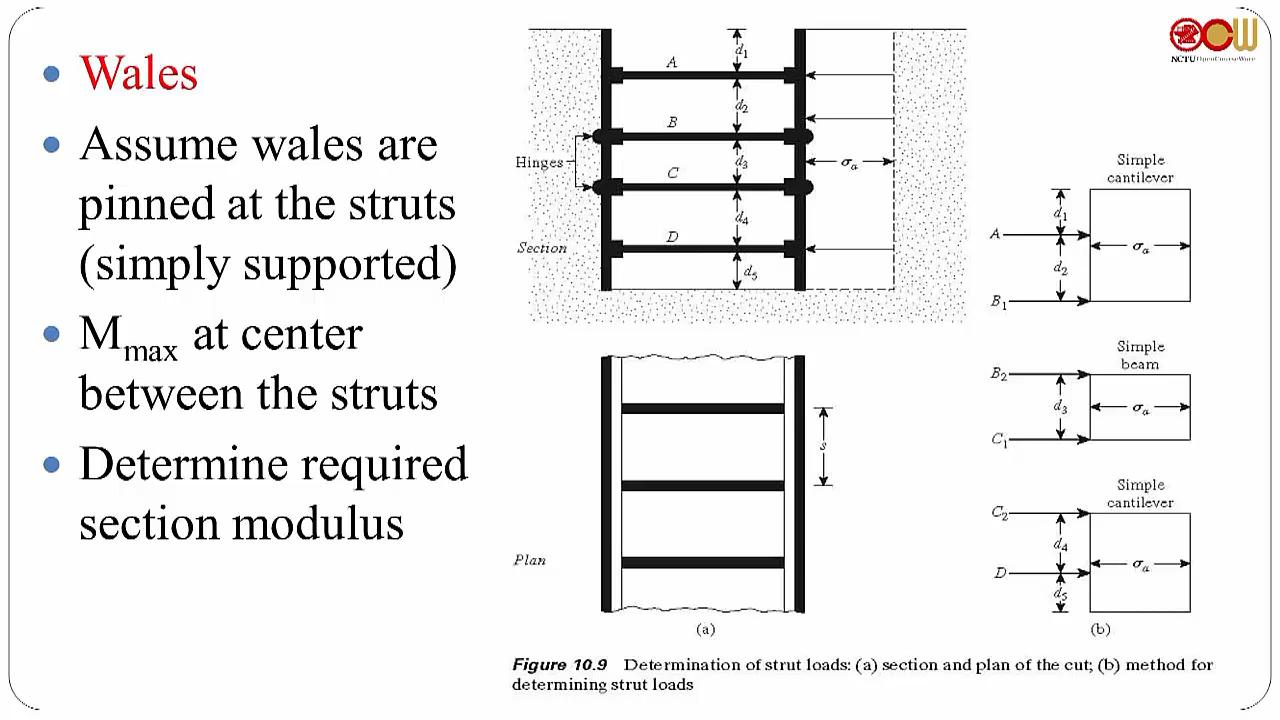 Wales
Assume wales are
pinned at the struts
(simply supported)
Mmax at center
between the struts
Determine required
section modulus
NCTU OpenCourseWare
d1
A
d2
B
Hinges
d3
σa
C
d4
Section
D
d5
s
Plan
(a)
Simple
cantilever
d1
A
σa
d2
B1
Simple
beam
B2
d3
σa
C1
Simple
cantilever
C2
d4
σa
D
d5
(b)
Figure 10.9 Determination of strut loads: (a) section and plan of the cut; (b) method for
determining strut loads